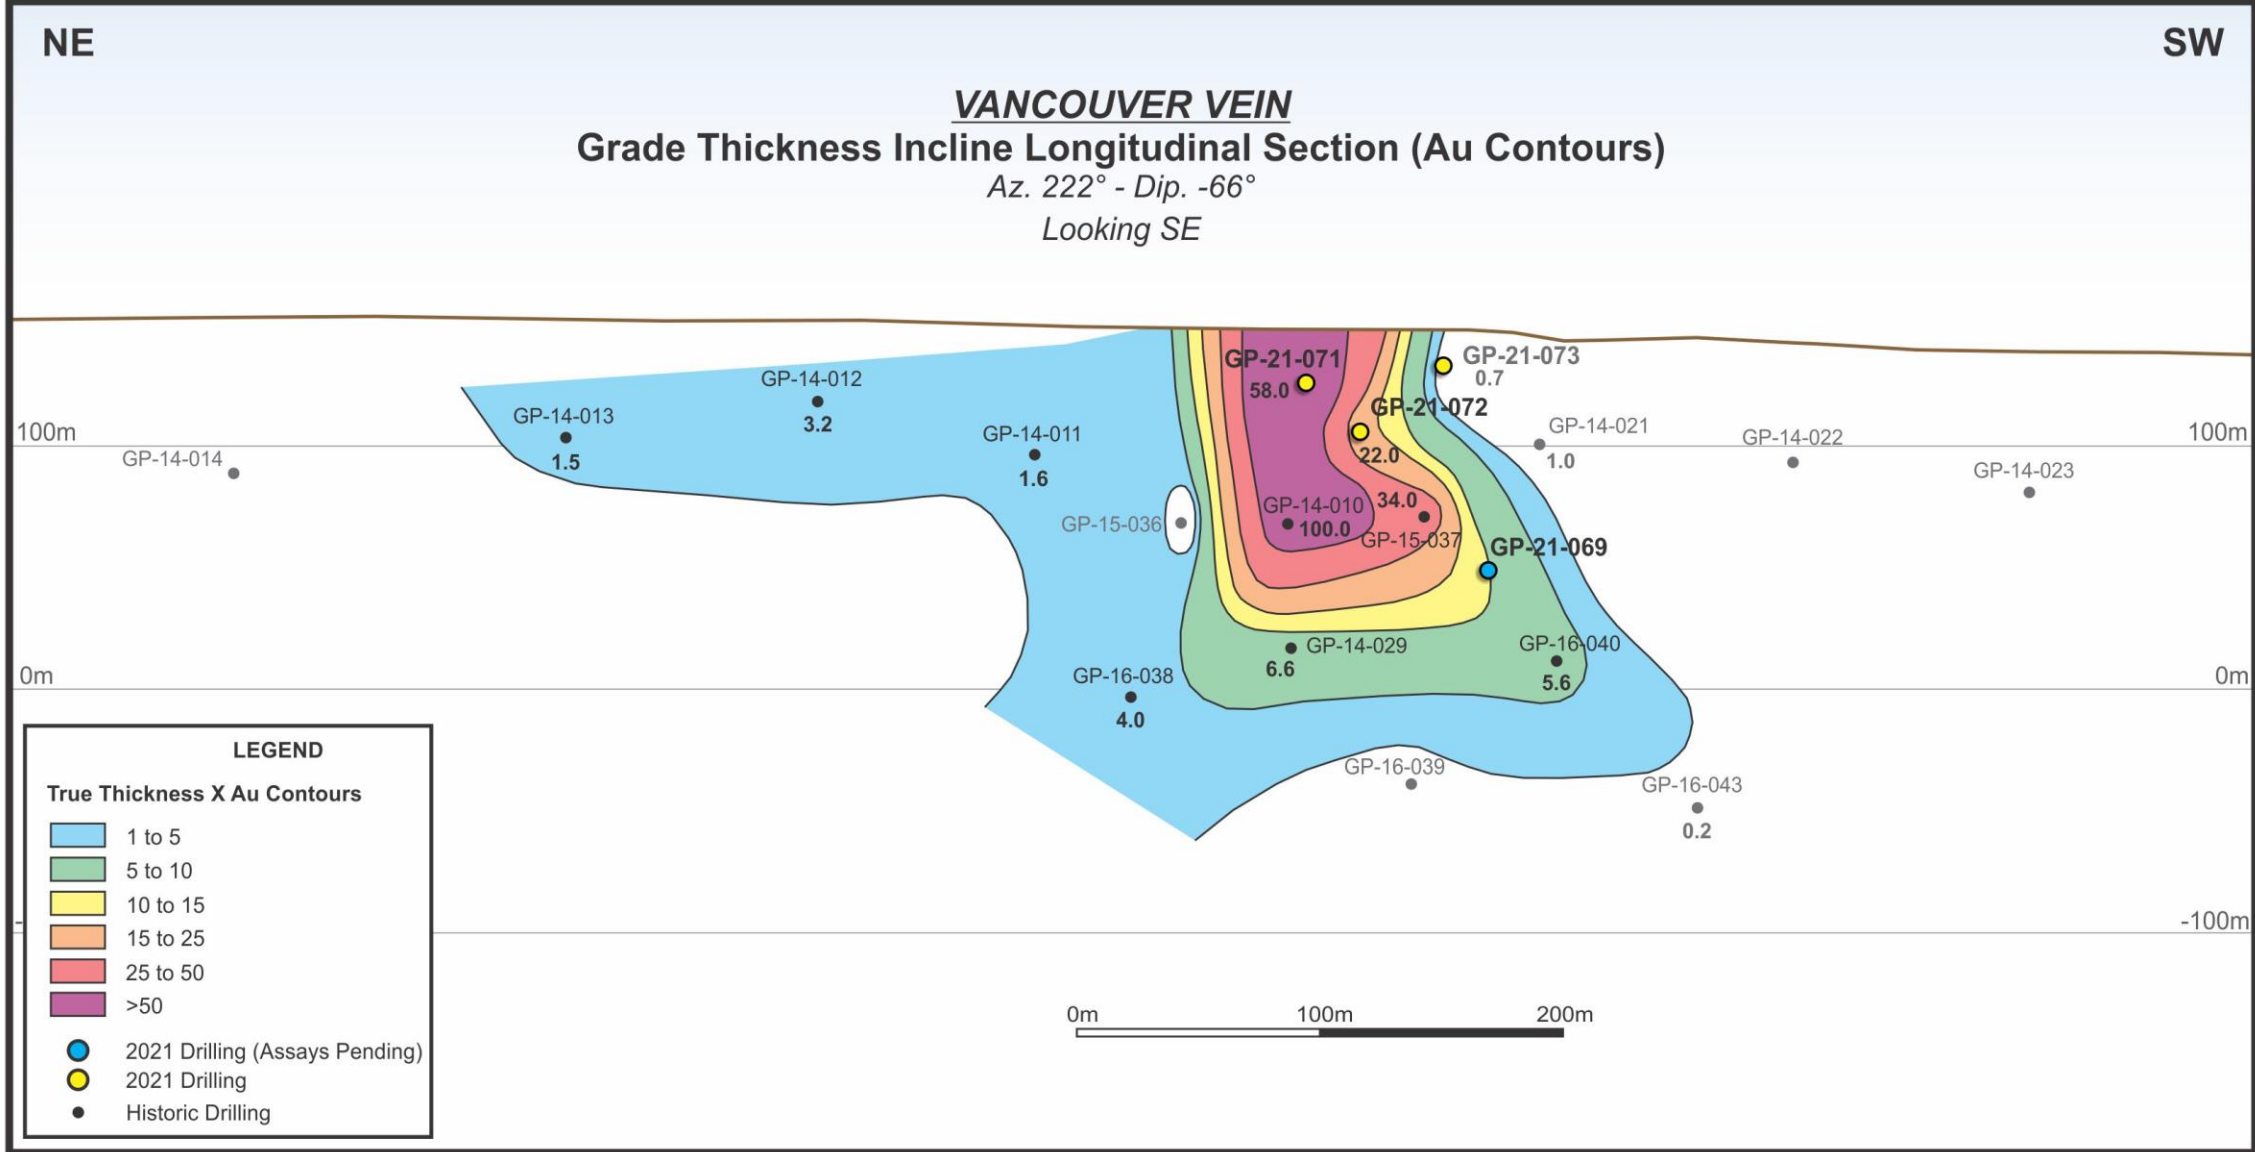 NE
SW
VANCOUVER VEIN
Grade Thickness Incline Longitudinal Section (Au Contours)
Az. 222° - Dip. -66°
Looking SE
GP-21-071
58.0
GP-21-073
0.7
GP-14-012
3.2
GP-14-013
1.5
GP-21-072
22.0
GP-14-011
1.6
GP-14-021
1.0
GP-14-022
100m
100m
GP-14-014
GP-14-023
GP-15-036
GP-14-010
100.0
34.0
GP-15-037
GP-21-069
GP-14-029
6.6
GP-16-040
5.6
0m
0m
GP-16-038
4.0
GP-16-039
GP-16-043
0.2
-100m
LEGEND
True Thickness X Au Contours
1 to 5
5 to 10
10 to 15
15 to 25
25 to 50
>50
2021 Drilling (Assays Pending)
2021 Drilling
Historic Drilling
0m 100m 200m